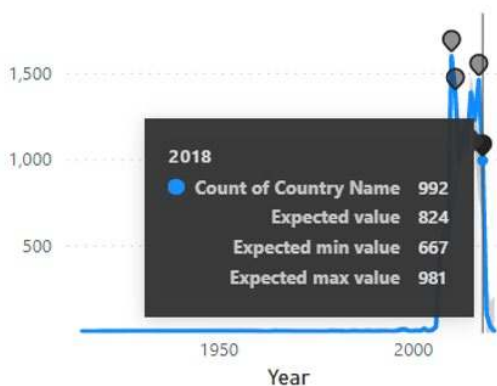 1,500
1,000
500
2018
Count of Country Name 992
Expected value 824
Expected min value 667
Expected max value 981
1950 2000
Year